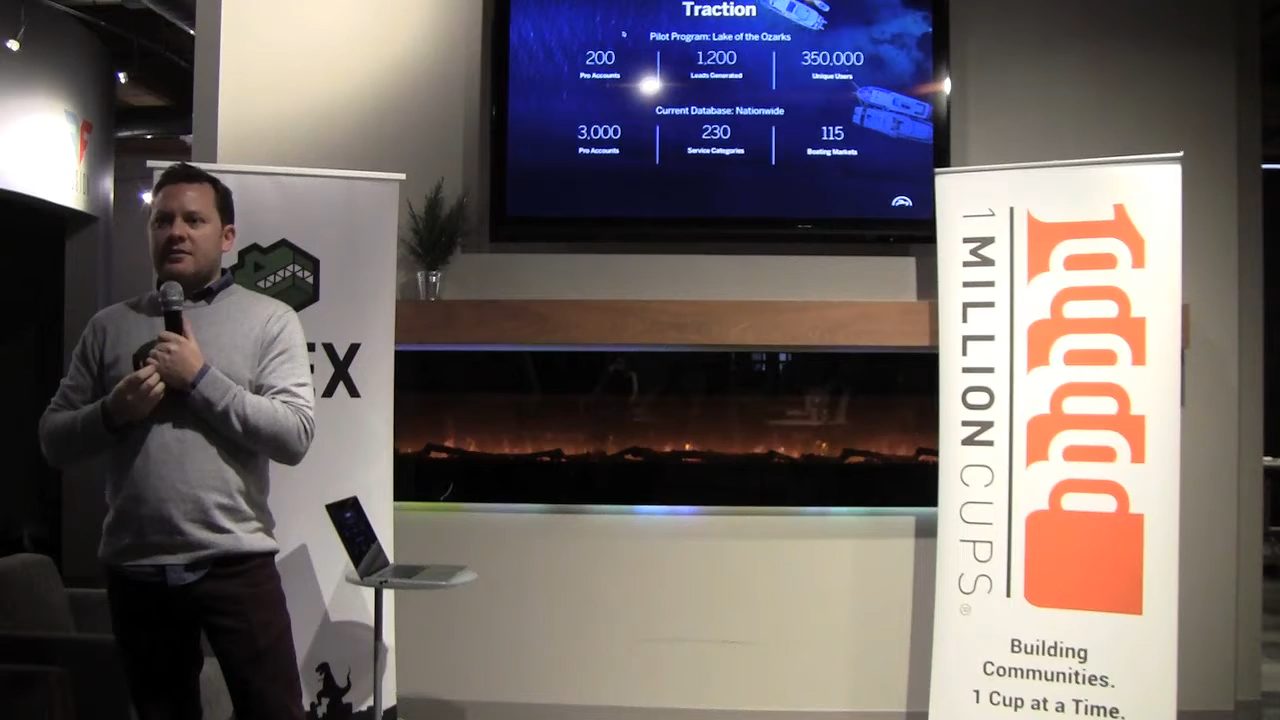 Traction
Pilot Program: Lake of the Ozarks
200 1,200 350,000
Pro Accounts Leads Generated Unique Users
Current Database: Nationwide
3,000 230 115
Pro Accounts Service Categories Boating Markets
EX
1 MILLION CUPS
®
Building
Communities.
1 Cup at a Time.